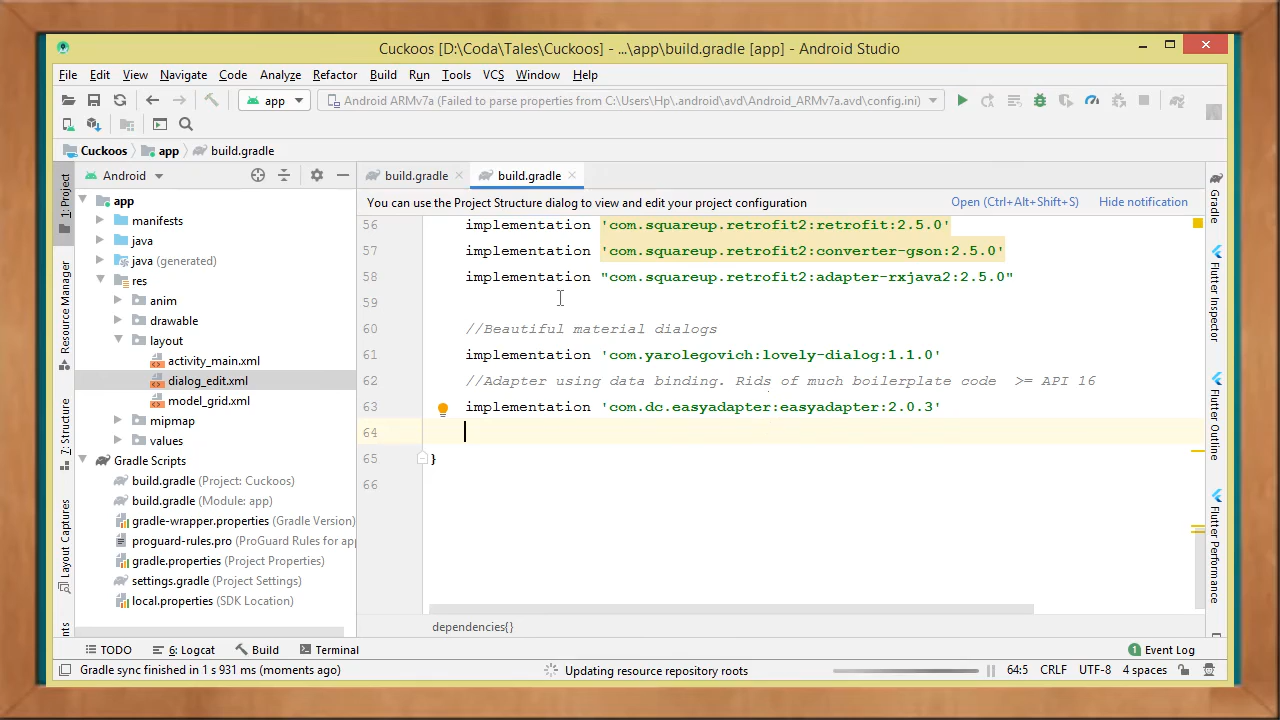 Cuckoos [D:\Coda\Tales\Cuckoos] - ...\app\build.gradle [app] - Android Studio
File Edit View Navigate Code Analyze Refactor Build Run Tools VCS Window Help
app Android ARMv7a (Failed to parse properties from C:\Users\Hp\.android\avd\Android_ARMv7a.avd\config.ini)
Cuckoos app build.gradle
1: Project
Resource Manager
7: Structure
Layout Captures
Android
app
manifests
java
java (generated)
res
anim
drawable
layout
activity_main.xml
dialog_edit.xml
model_grid.xml
mipmap
values
Gradle Scripts
build.gradle (Project: Cuckoos)
build.gradle (Module: app)
gradle-wrapper.properties (Gradle Version)
proguard-rules.pro (ProGuard Rules for app
gradle.properties (Project Properties)
settings.gradle (Project Settings)
local.properties (SDK Location)
build.gradle build.gradle
You can use the Project Structure dialog to view and edit your project configuration Open (Ctrl+Alt+Shift+S) Hide notification
56 implementation 'com.squareup.retrofit2:retrofit:2.5.0'
57 implementation 'com.squareup.retrofit2:converter-gson:2.5.0'
58 implementation "com.squareup.retrofit2:adapter-rxjava2:2.5.0"
59
60 //Beautiful material dialogs
61 implementation 'com.yarolegovich:lovely-dialog:1.1.0'
62 //Adapter using data binding. Rids of much boilerplate code >= API 16
63 implementation 'com.dc.easyadapter:easyadapter:2.0.3'
64
65 }
66
dependencies{}
Gradle
Flutter Inspector
Flutter Outline
Flutter Performance
TODO 6: Logcat Build Terminal 1 Event Log
Gradle sync finished in 1 s 931 ms (moments ago) Updating resource repository roots 64:5 CRLF UTF-8 4 spaces